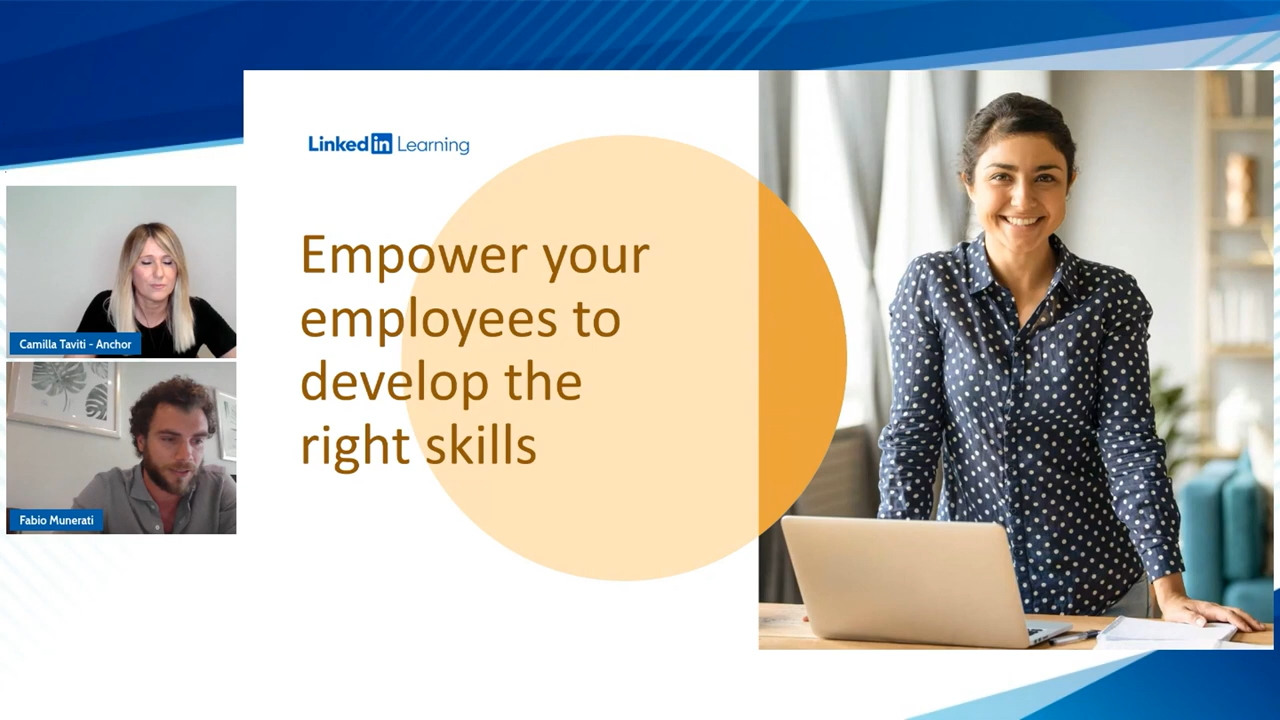 LinkedIn Learning
Empower your
employees to
develop the
right skills
Camilla Taviti - Anchor
Fabio Munerati